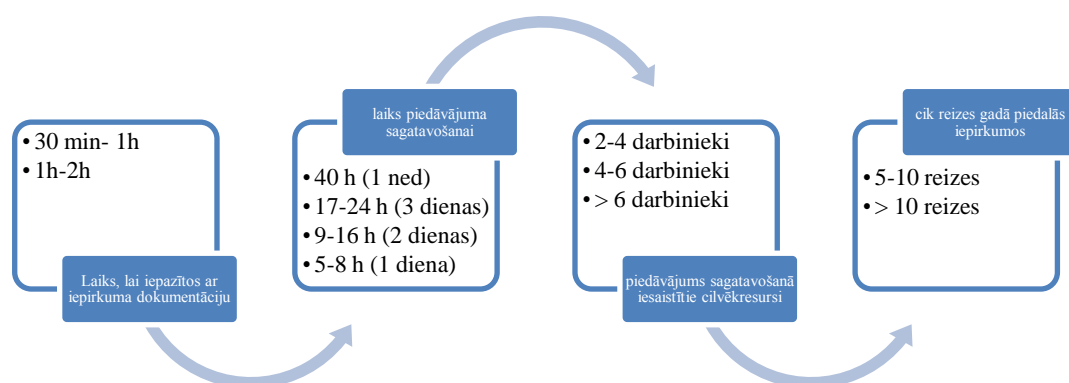 • 30 min- 1h
• 1h-2h
Laiks, lai iepazītos ar
iepirkuma dokumentāciju
laiks piedāvājuma
sagatavošanai
• 40 h (1 ned)
• 17-24 h (3 dienas)
• 9-16 h (2 dienas)
• 5-8 h (1 diena)
• 2-4 darbinieki
• 4-6 darbinieki
• > 6 darbinieki
piedāvājums sagatavošanā
iesaistītie cilvēkresursi
cik reizes gadā piedalās
iepirkumos
• 5-10 reizes
• > 10 reizes